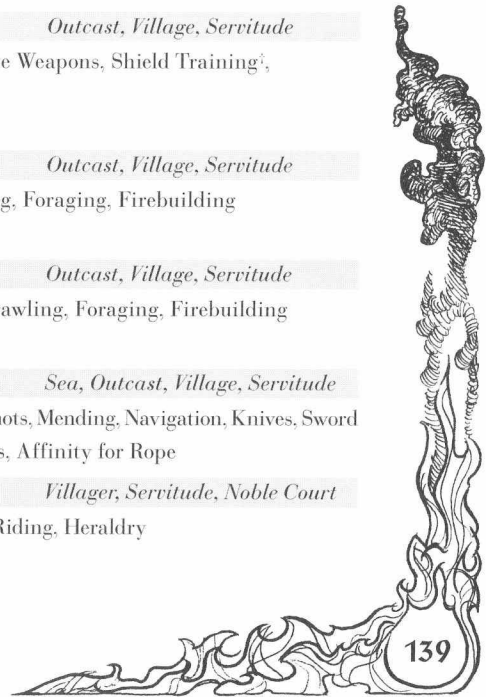 Outcast, Village, Servitude
e Weapons, Shield Training‡,
Outcast, Village, Servitude
g, Foraging, Firebuilding
Outcast, Village, Servitude
awling, Foraging, Firebuilding
Sea, Outcast, Village, Servitude
nots, Mending, Navigation, Knives, Sword
s, Affinity for Rope
Villager, Servitude, Noble Court
Riding, Heraldry
139